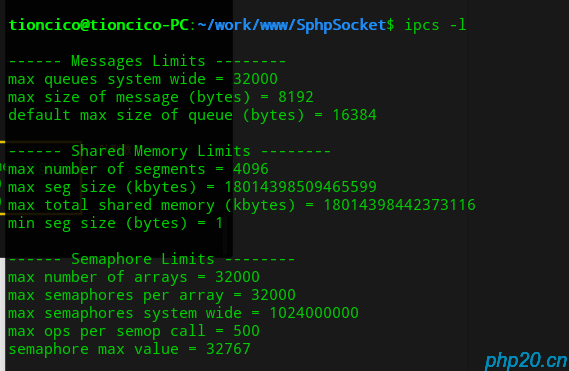 tioncico@tioncico-PC:~/work/www/SphpSocket$ ipcs -l
------ Messages Limits --------
max queues system wide = 32000
max size of message (bytes) = 8192
default max size of queue (bytes) = 16384
------ Shared Memory Limits --------
max number of segments = 4096
max seg size (kbytes) = 18014398509465599
max total shared memory (kbytes) = 18014398442373116
min seg size (bytes) = 1
------ Semaphore Limits --------
max number of arrays = 32000
max semaphores per array = 32000
max semaphores system wide = 1024000000
max ops per semop call = 500
semaphore max value = 32767
php20.cn